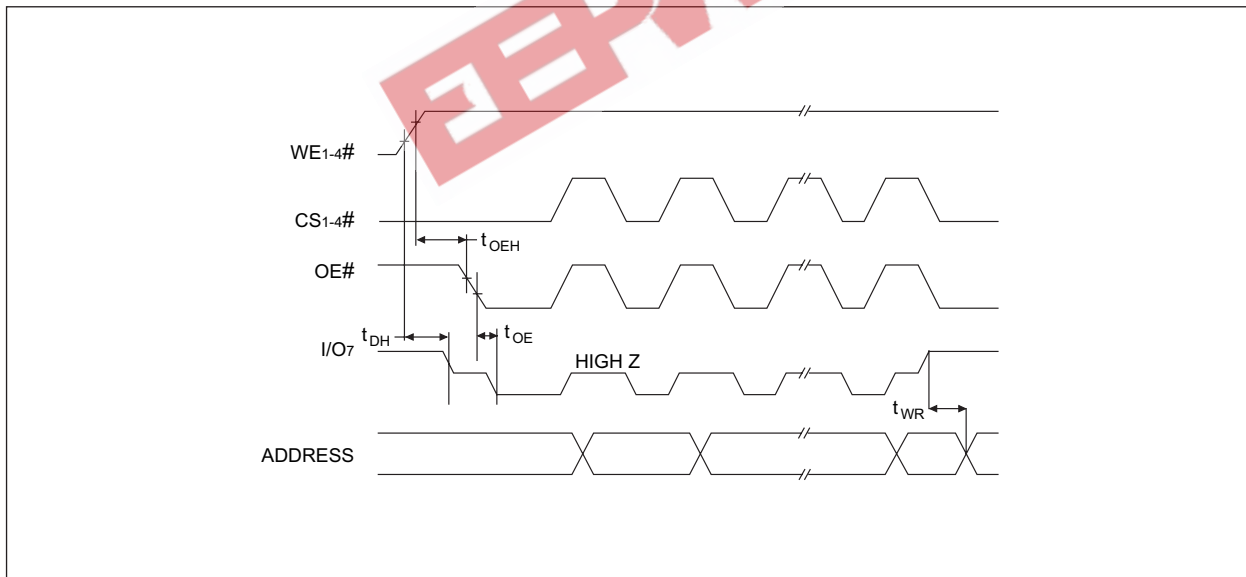 WE1-4#
CS1-4#
tOEH
OE#
tDH
tOE
I/O7
HIGH Z
tWR
ADDRESS